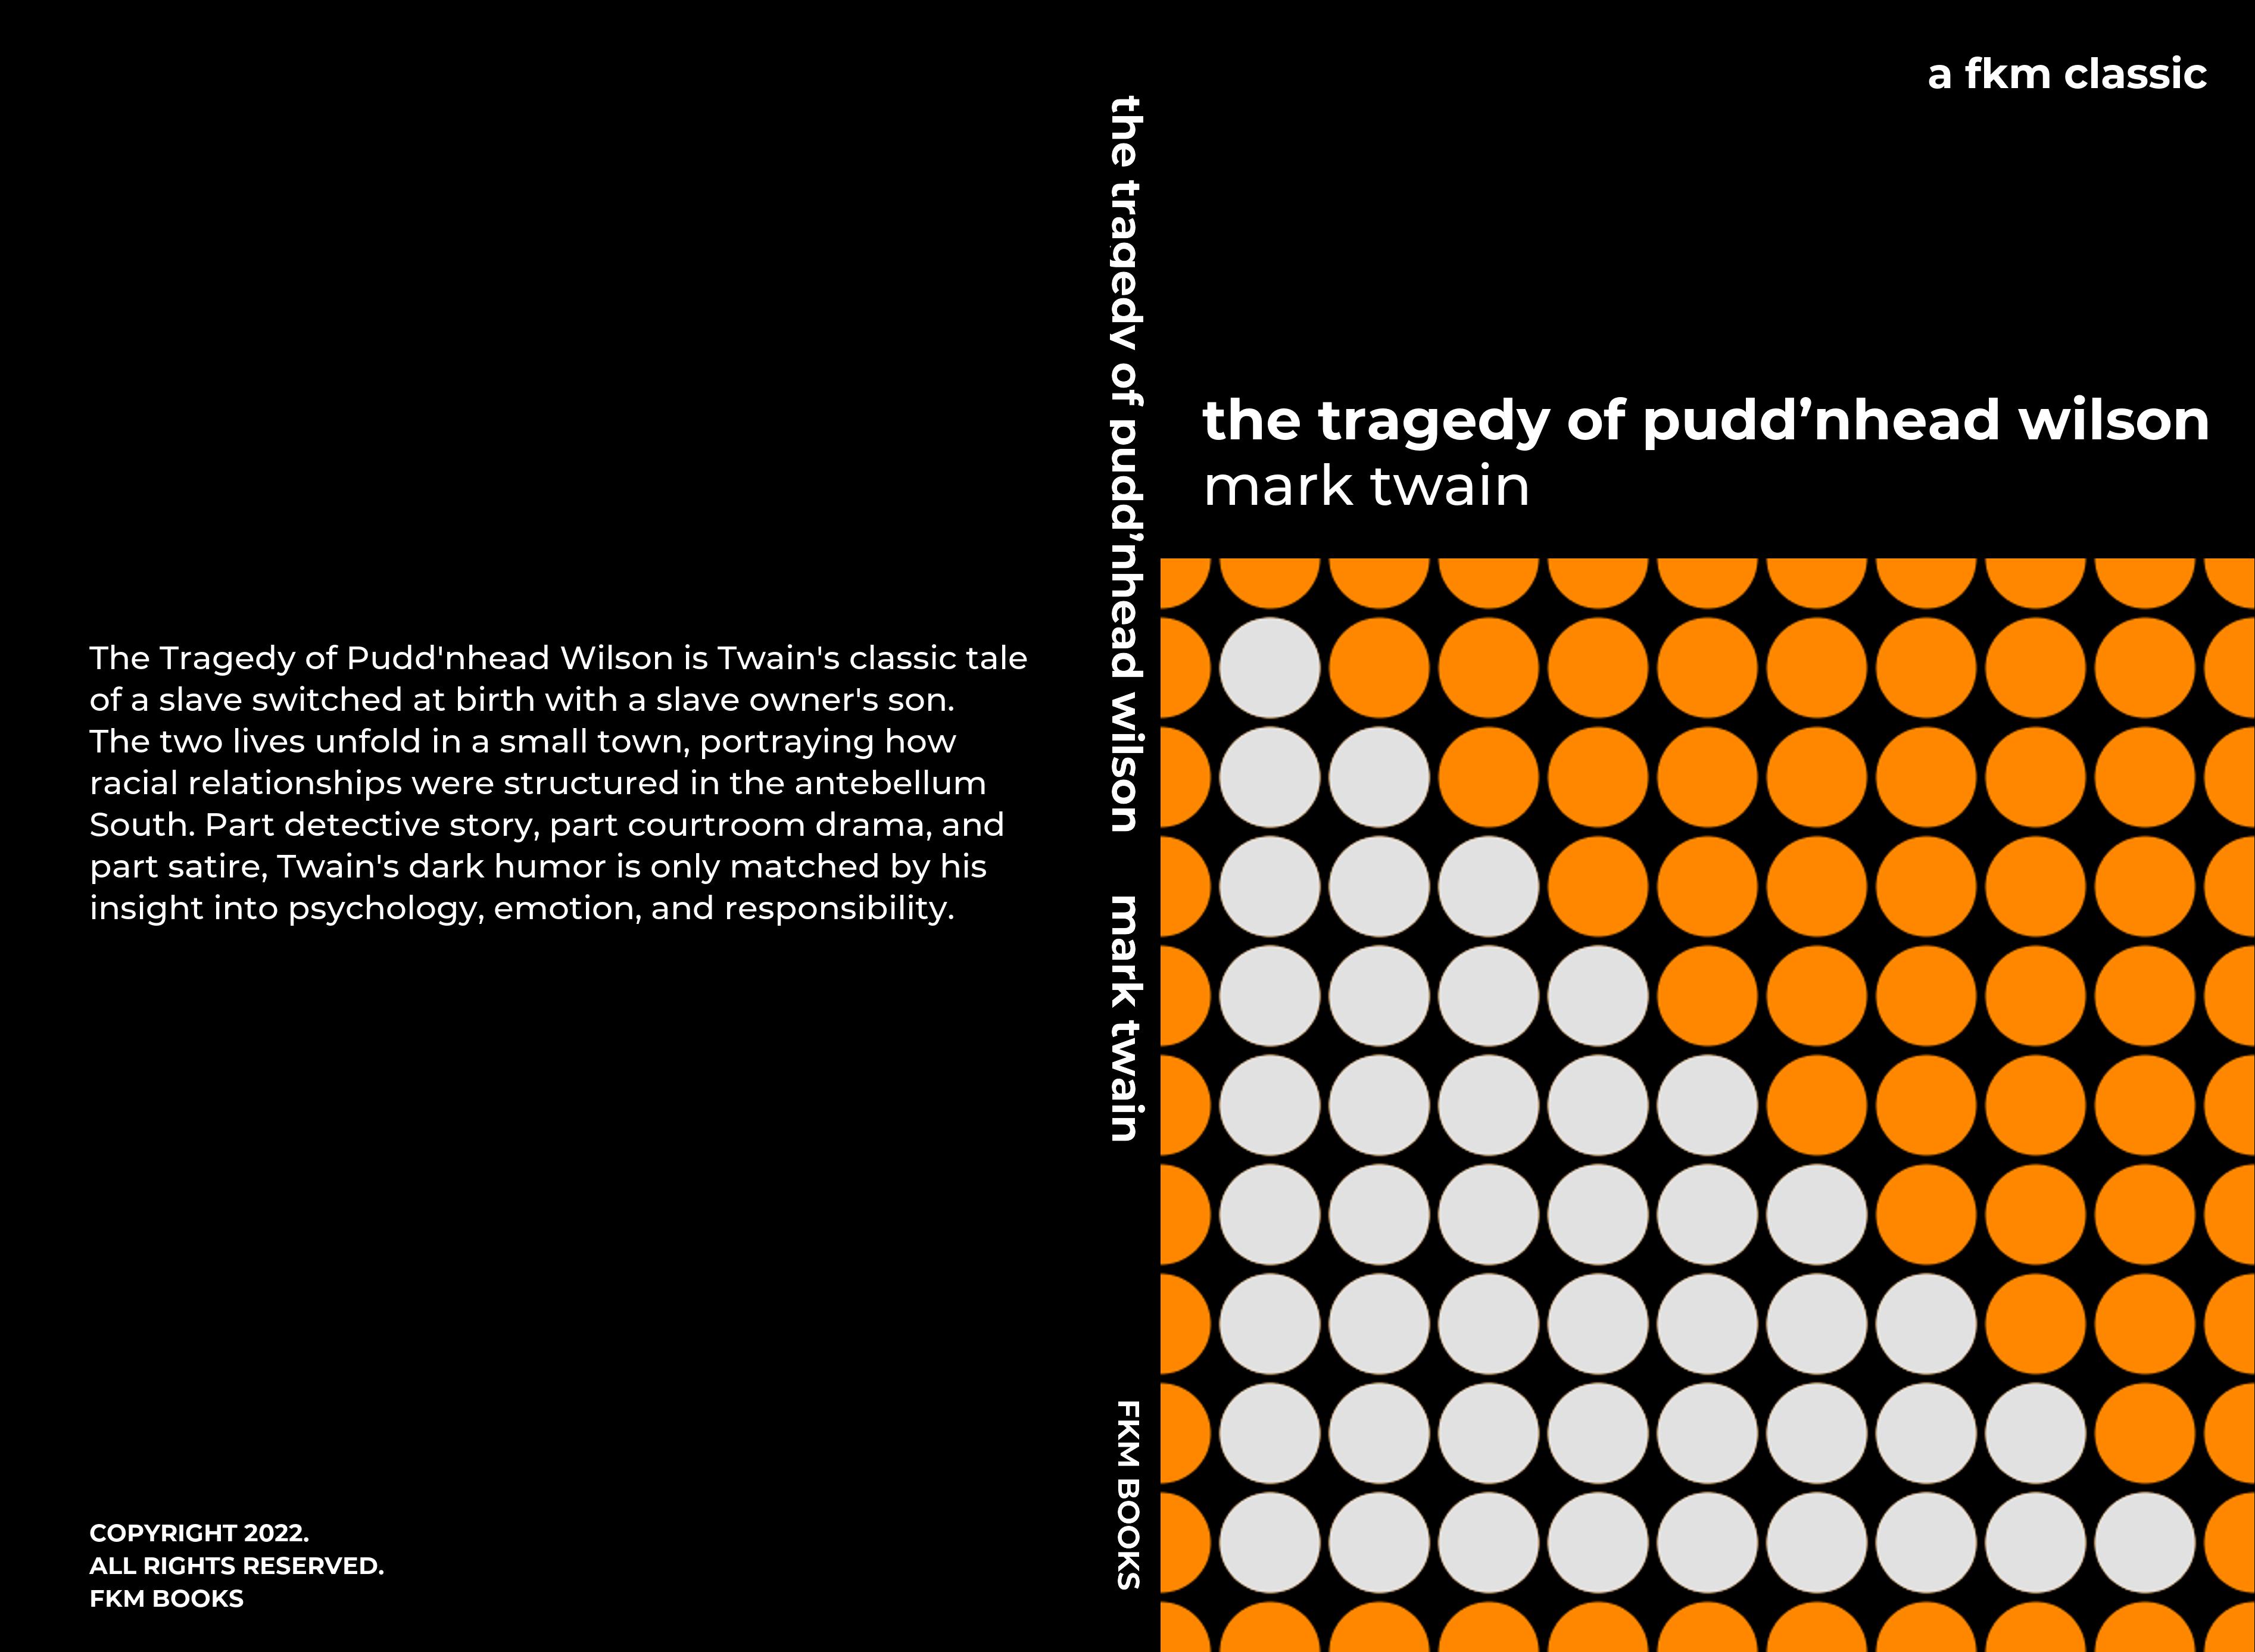 The Tragedy of Pudd'nhead Wilson is Twain's classic tale
of a slave switched at birth with a slave owner's son.
The two lives unfold in a small town, portraying how
racial relationships were structured in the antebellum
South. Part detective story, part courtroom drama, and
part satire, Twain's dark humor is only matched by his
insight into psychology, emotion, and responsibility.
COPYRIGHT 2022.
ALL RIGHTS RESERVED.
FKM BOOKS
the tragedy of pudd’nhead wilson mark twain
FKM BOOKS
a fkm classic
the tragedy of pudd’nhead wilson
mark twain